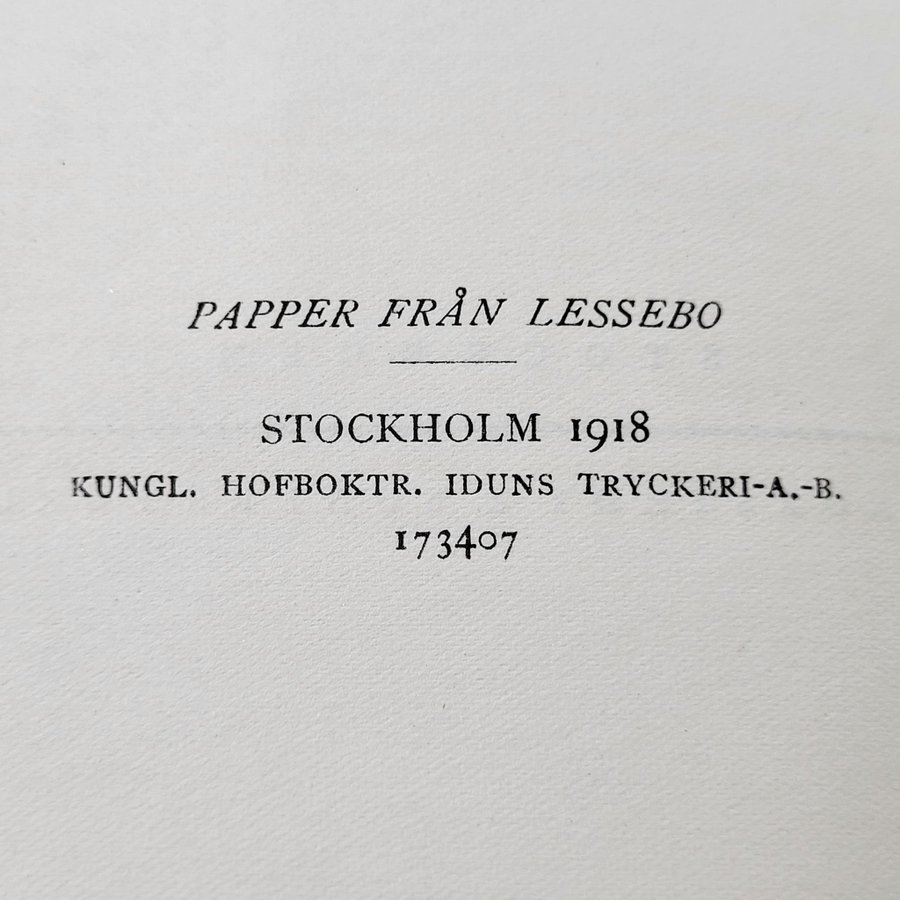 PAPPER FRÅN LESSEBO
STOCKHOLM 1918
KUNGL. HOFBOKTR. IDUNS TRYCKERI-A.-B.
173407